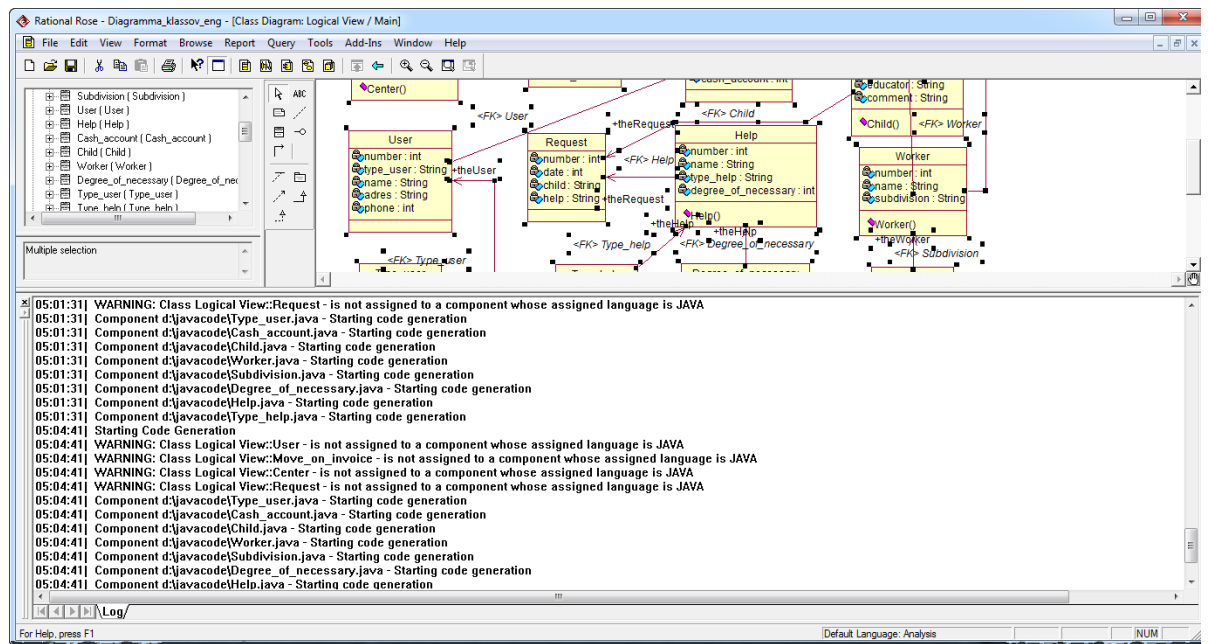 Rational Rose - Diagramma_klassov_eng - [Class Diagram: Logical View / Main]
File Edit View Format Browse Report Query Tools Add-Ins Window Help
Subdivision ( Subdivision )
User ( User )
Help ( Help )
Cash_account ( Cash_account )
Child ( Child )
Worker ( Worker )
Degree_of_necessary ( Degree_of_nec
Type_user ( Type_user )
Type_help ( Type_help )
Multiple selection
ABC
Center()
<FK> User
User
number : int
type_user : String
name : String
adres : String
phone : int
+theUser
<FK> Type_user
Request
number : int
date : int
child : String
help : String
+theRequest
<FK> Help
+theRequest
cash_account : int
<FK> Child
Help
number : int
name : String
type_help : String
degree_of_necessary : int
Help()
+theHelp
+theHelp
<FK> Type_help
<FK> Degree_of_necessary
educator : String
comment : String
Child()
<FK> Worker
Worker
number : int
name : String
subdivision : String
Worker()
+theWorker
<FK> Subdivision
05:01:31| WARNING: Class Logical View::Request - is not assigned to a component whose assigned language is JAVA
05:01:31| Component d:\javacode\Type_user.java - Starting code generation
05:01:31| Component d:\javacode\Cash_account.java - Starting code generation
05:01:31| Component d:\javacode\Child.java - Starting code generation
05:01:31| Component d:\javacode\Worker.java - Starting code generation
05:01:31| Component d:\javacode\Subdivision.java - Starting code generation
05:01:31| Component d:\javacode\Degree_of_necessary.java - Starting code generation
05:01:31| Component d:\javacode\Help.java - Starting code generation
05:01:31| Component d:\javacode\Type_help.java - Starting code generation
05:04:41| Starting Code Generation
05:04:41| WARNING: Class Logical View::User - is not assigned to a component whose assigned language is JAVA
05:04:41| WARNING: Class Logical View::Move_on_invoice - is not assigned to a component whose assigned language is JAVA
05:04:41| WARNING: Class Logical View::Center - is not assigned to a component whose assigned language is JAVA
05:04:41| WARNING: Class Logical View::Request - is not assigned to a component whose assigned language is JAVA
05:04:41| Component d:\javacode\Type_user.java - Starting code generation
05:04:41| Component d:\javacode\Cash_account.java - Starting code generation
05:04:41| Component d:\javacode\Child.java - Starting code generation
05:04:41| Component d:\javacode\Worker.java - Starting code generation
05:04:41| Component d:\javacode\Subdivision.java - Starting code generation
05:04:41| Component d:\javacode\Degree_of_necessary.java - Starting code generation
05:04:41| Component d:\javacode\Help.java - Starting code generation
Log
For Help, press F1
Default Language: Analysis
NUM